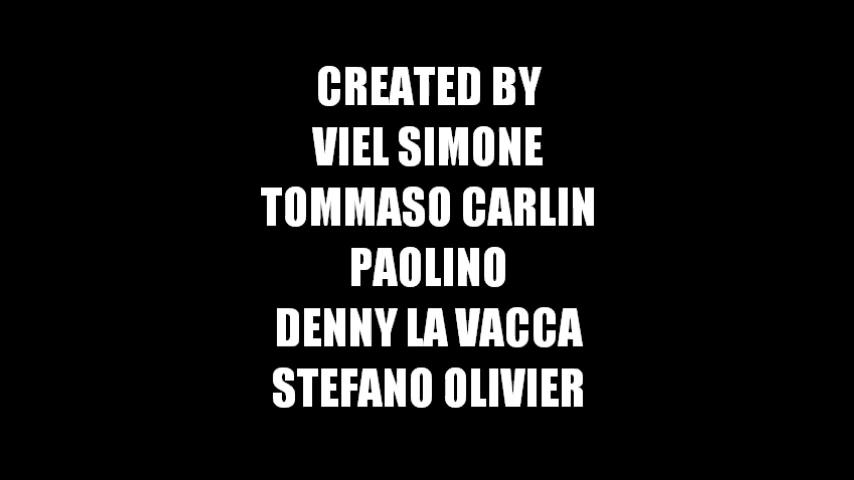 CREATED BY
VIEL SIMONE
TOMMASO CARLIN
PAOLINO
DENNY LA VACCA
STEFANO OLIVIER